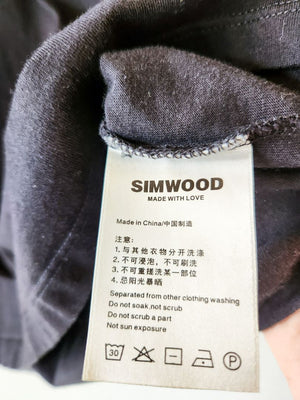 SIMWOOD
MADE WITH LOVE
Made in China/中国制造
注意:
1. 与其他衣物分开洗涤
2. 不可浸泡，不可刷洗
3. 不可重搓洗某一部位
4. 忌阳光暴晒
Separated from other clothing washing
Do not soak.not scrub
Do not scrub a part
Not sun exposure
30
P